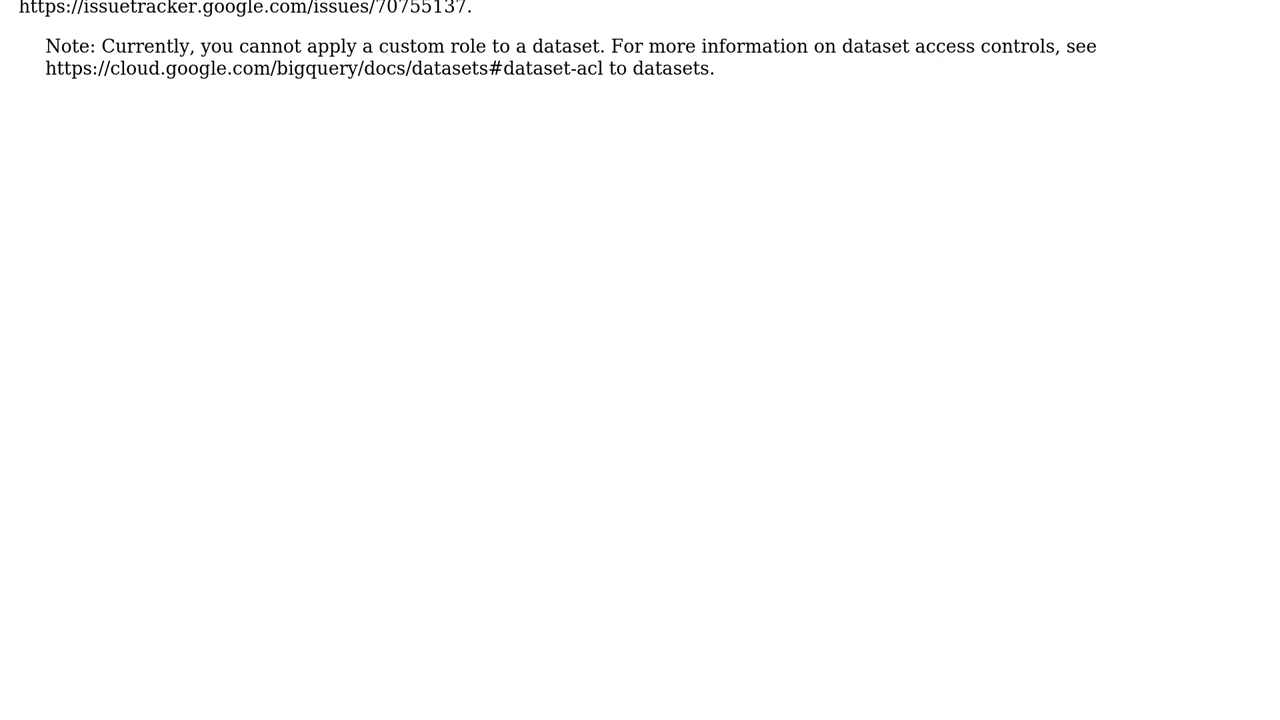 https://issuetracker.google.com/issues/70755137.
Note: Currently, you cannot apply a custom role to a dataset. For more information on dataset access controls, see
https://cloud.google.com/bigquery/docs/datasets#dataset-acl to datasets.